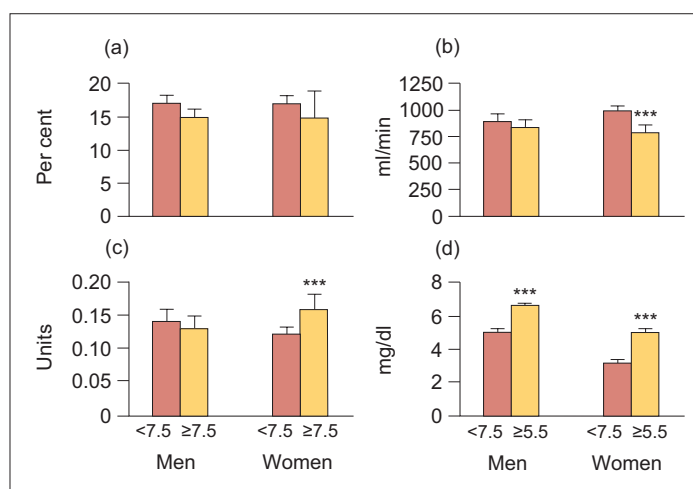 (a)
20
15
10
5
0
Per cent
(b)
1250
1000
750
500
250
0
ml/min
***
(c)
0.20
0.15
0.10
0.05
0
Units
***
<7.5 ≥7.5 <7.5 ≥7.5
Men Women
(d)
8
6
4
2
0
mg/dl
***
***
<7.5 ≥5.5 <7.5 ≥5.5
Men Women